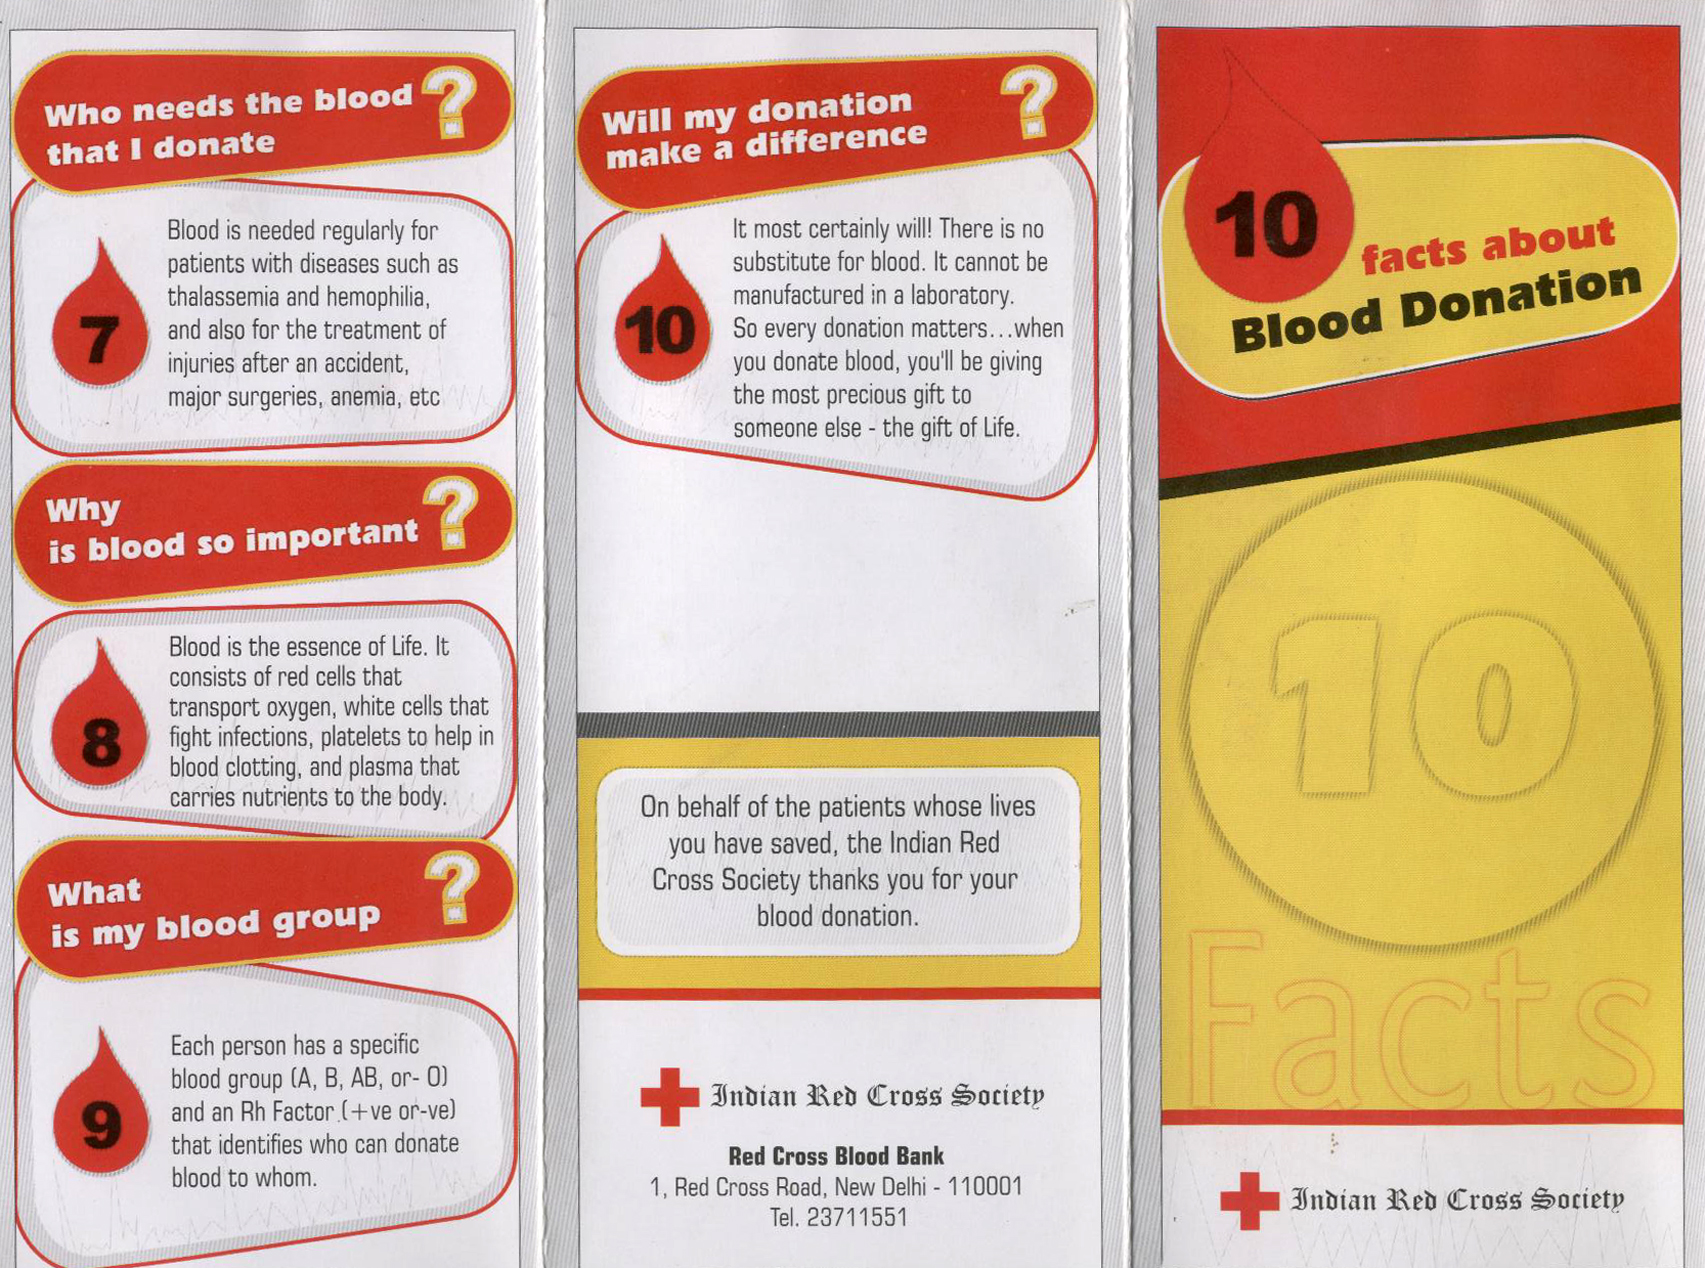 Who needs the blood
that I donate
?
7
Blood is needed regularly for
patients with diseases such as
thalassemia and hemophilia,
and also for the treatment of
injuries after an accident,
major surgeries, anemia, etc
Why
is blood so important
?
8
Blood is the essence of Life. It
consists of red cells that
transport oxygen, white cells that
fight infections, platelets to help in
blood clotting, and plasma that
carries nutrients to the body.
What
is my blood group
?
9
Each person has a specific
blood group (A, B, AB, or- O)
and an Rh Factor (+ve or-ve)
that identifies who can donate
blood to whom.
Will my donation
make a difference
?
10
It most certainly will! There is no
substitute for blood. It cannot be
manufactured in a laboratory.
So every donation matters...when
you donate blood, you'll be giving
the most precious gift to
someone else - the gift of Life.
On behalf of the patients whose lives
you have saved, the Indian Red
Cross Society thanks you for your
blood donation.
Indian Red Cross Society
Red Cross Blood Bank
1, Red Cross Road, New Delhi - 110001
Tel. 23711551
10
facts about
Blood Donation
10
Facts
Indian Red Cross Society